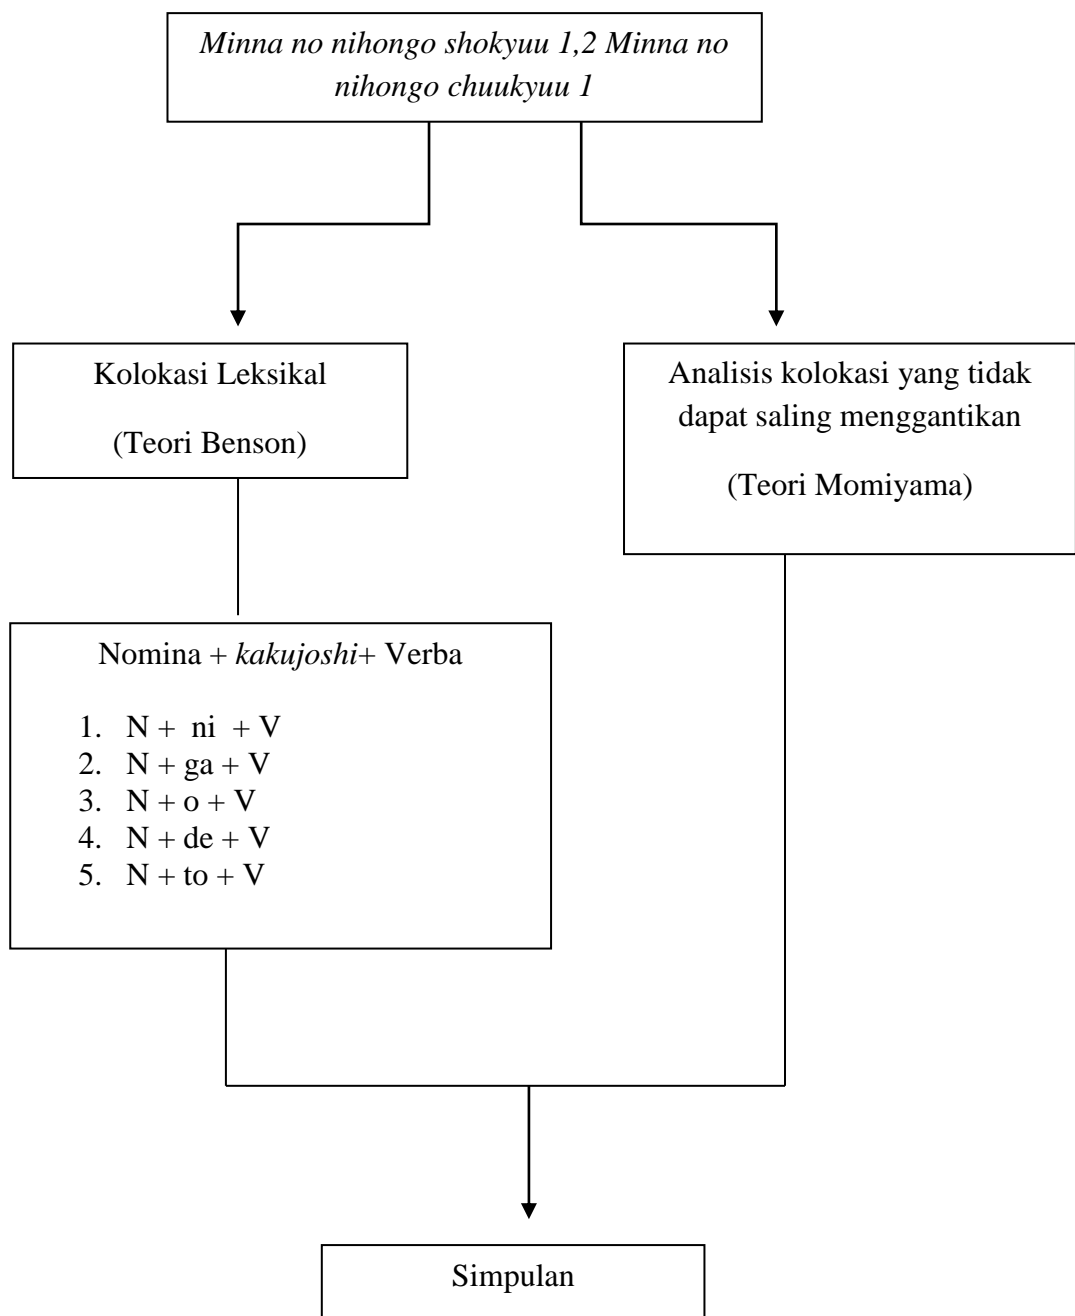 Minna no nihongo shokyuu 1,2 Minna no
nihongo chuukyuu 1
Kolokasi Leksikal
(Teori Benson)
Analisis kolokasi yang tidak
dapat saling menggantikan
(Teori Momiyama)
Nomina + kakujoshi+ Verba
1. N + ni + V
2. N + ga + V
3. N + o + V
4. N + de + V
5. N + to + V
Simpulan